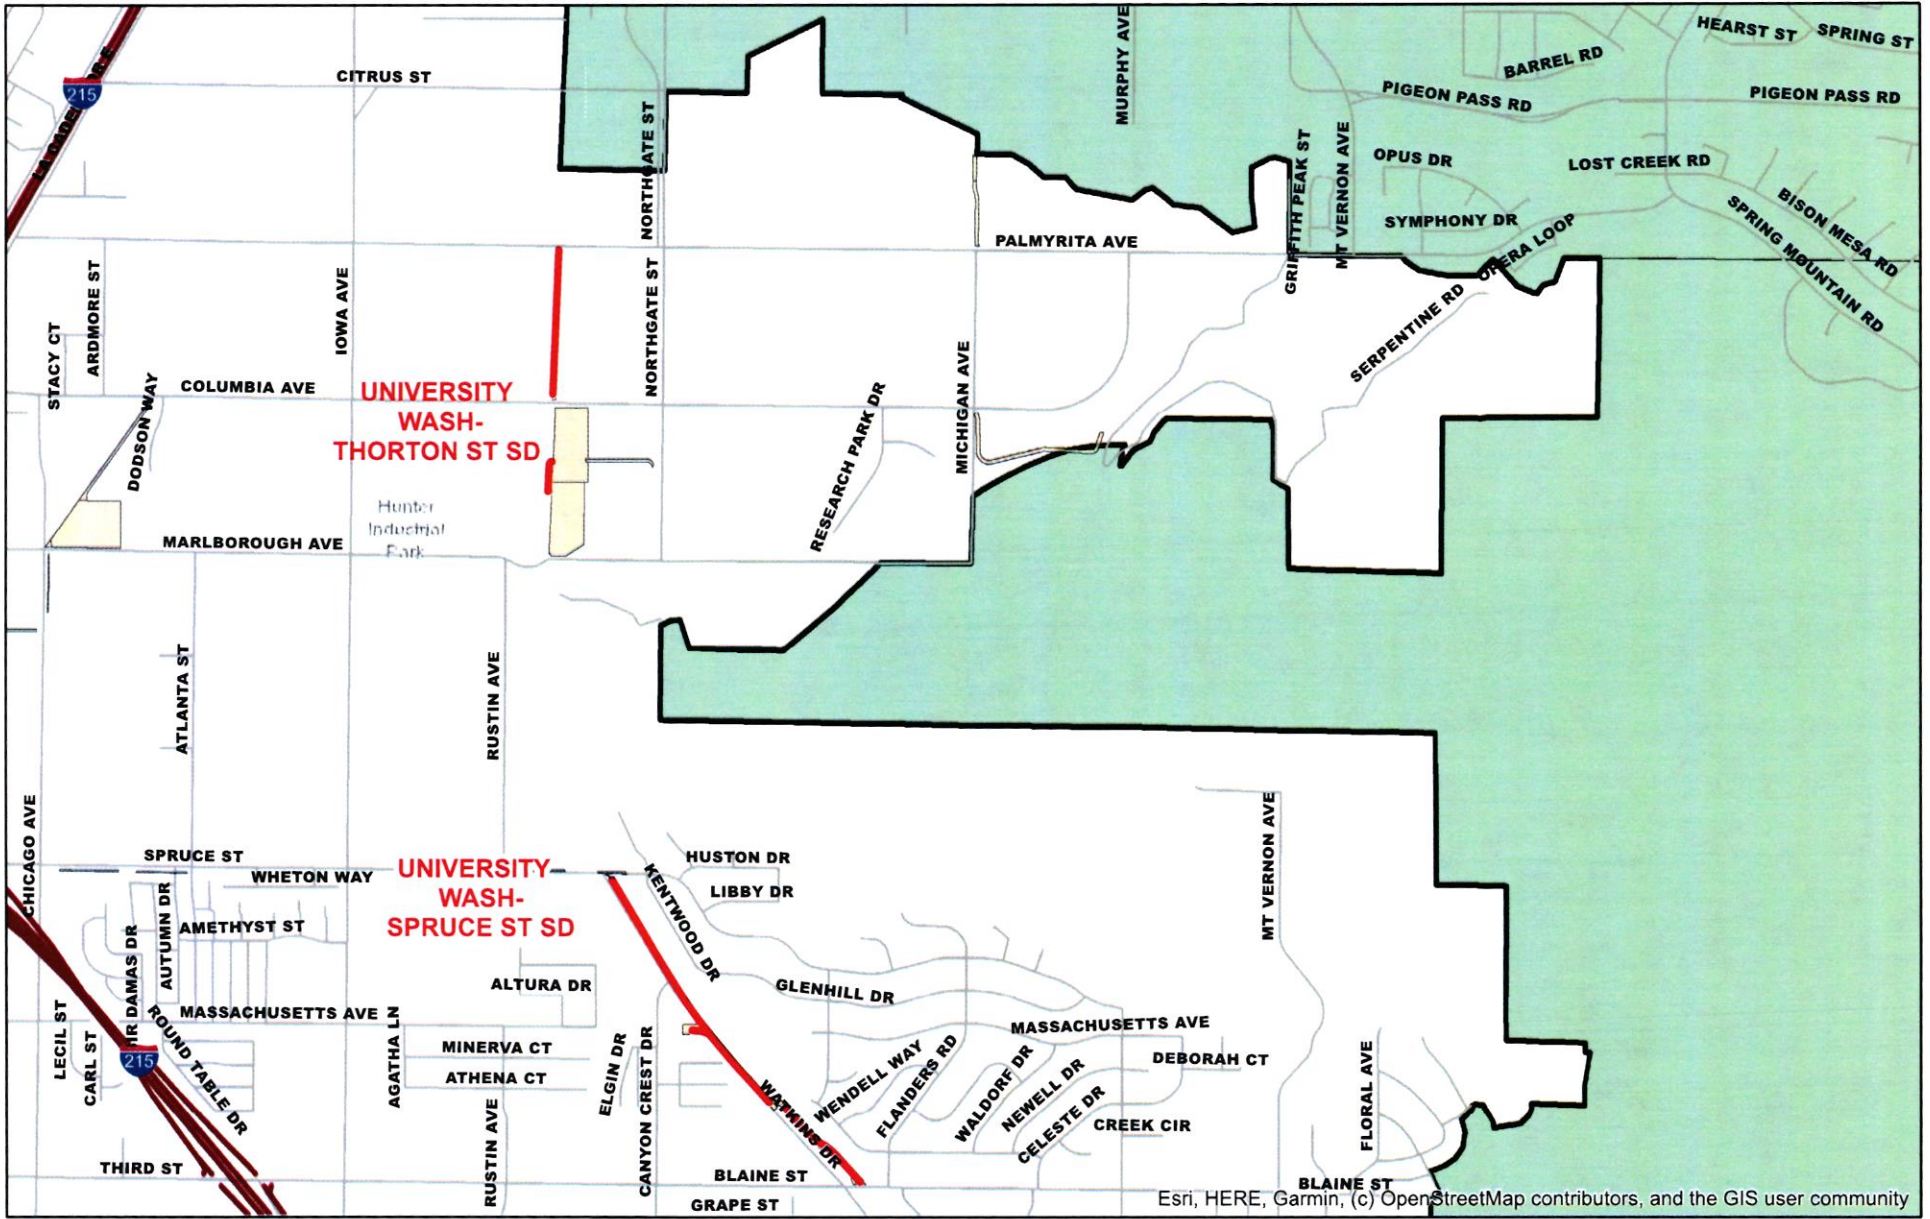 HEARST ST
SPRING ST
BARREL RD
MURPHY AVE
CITRUS ST
215
PIGEON PASS RD
PIGEON PASS RD
NORTHGATE ST
GRIFFITH PEAK ST
MT VERNON AVE
OPUS DR
LOST CREEK RD
BISON MESA RD
SPRING MOUNTAIN RD
SYMPHONY DR
OPERA LOOP
PALMYRITA AVE
ARDMORE ST
IOWA AVE
NORTHGATE ST
SERPENTINE RD
STACY CT
MICHIGAN AVE
COLUMBIA AVE
DODSON WAY
RESEARCH PARK DR
UNIVERSITY
WASH-
THORTON ST SD
Hunter
Industrial
Park
MARLBOROUGH AVE
ATLANTA ST
RUSTIN AVE
CHICAGO AVE
MT VERNON AVE
SPRUCE ST
WHETON WAY
UNIVERSITY
WASH-
SPRUCE ST SD
HUSTON DR
LIBBY DR
KENTWOOD DR
AUTUMN DR
AMETHYST ST
HR DAMAS DR
ALTURA DR
GLENHILL DR
LECIL ST
CARL ST
ROUND TABLE DR
MASSACHUSETTS AVE
MASSACHUSETTS AVE
AGATHA LN
MINERVA CT
ATHENA CT
ELGIN DR
CANYON CREST DR
215
WATKINS DR
WENDELL WAY
FLANDERS RD
WALDORF DR
NEWELL DR
CELESTE DR
DEBORAH CT
CREEK CIR
FLORAL AVE
THIRD ST
RUSTIN AVE
BLAINE ST
BLAINE ST
GRAPE ST
Esri, HERE, Garmin, (c) OpenStreetMap contributors, and the GIS user community